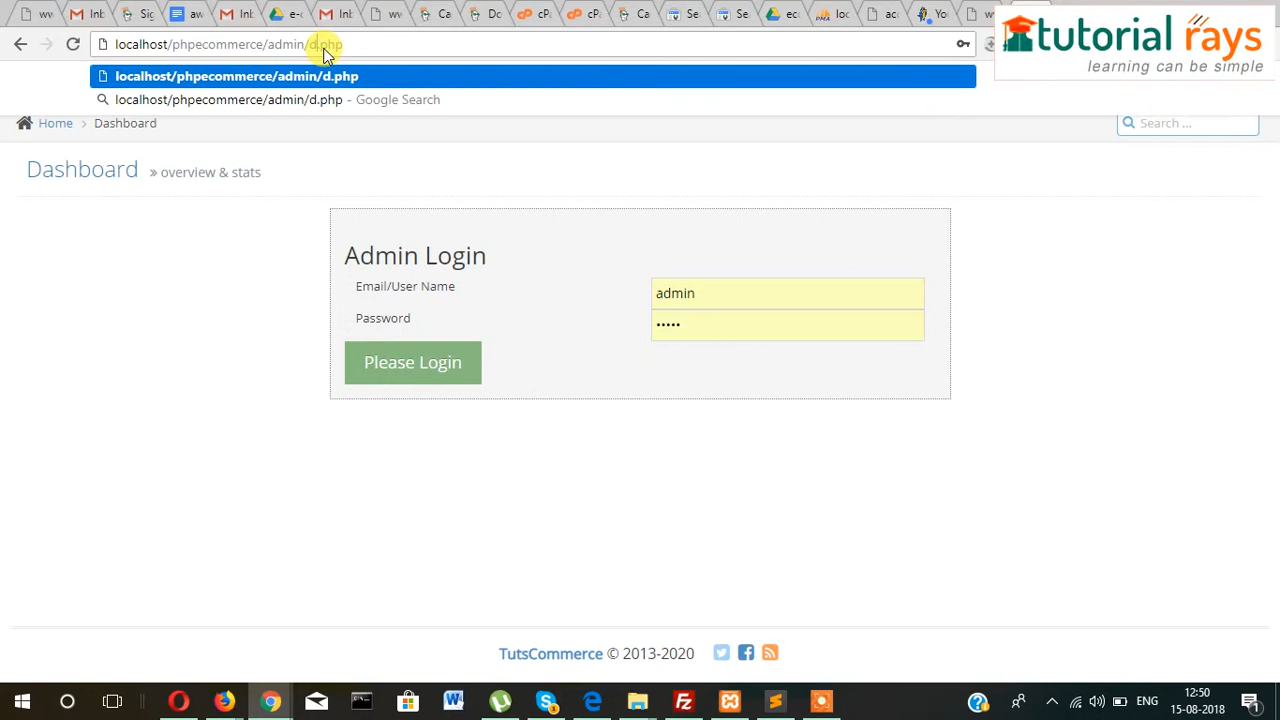 localhost/phpecommerce/admin/d.php
tutorial rays
learning can be simple
localhost/phpecommerce/admin/d.php
localhost/phpecommerce/admin/d.php - Google Search
Home > Dashboard
Search ...
Dashboard » overview & stats
Admin Login
Email/User Name
admin
Password
•••••
Please Login
TutsCommerce © 2013-2020
ENG
12:50
15-08-2018